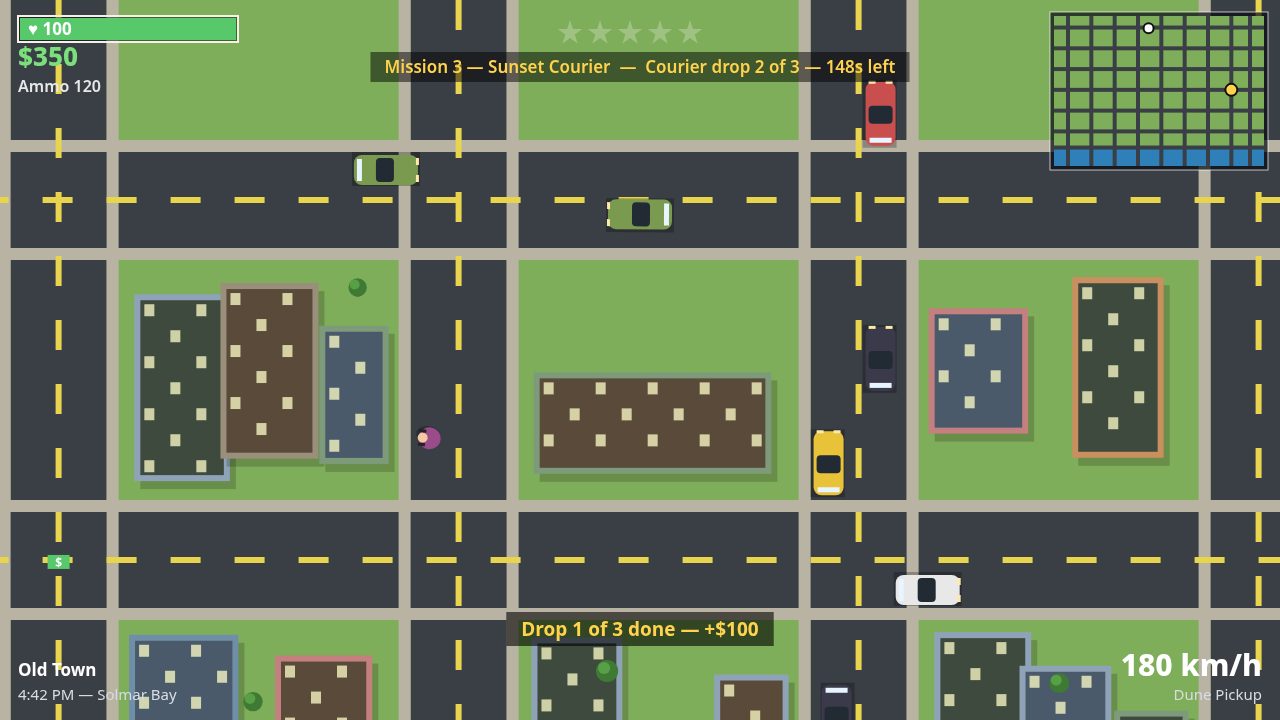 ♥ 100
$350
Ammo 120
Mission 3 — Sunset Courier — Courier drop 2 of 3 — 148s left
$
Drop 1 of 3 done — +$100
Old Town
4:42 PM — Solmar Bay
180 km/h
Dune Pickup